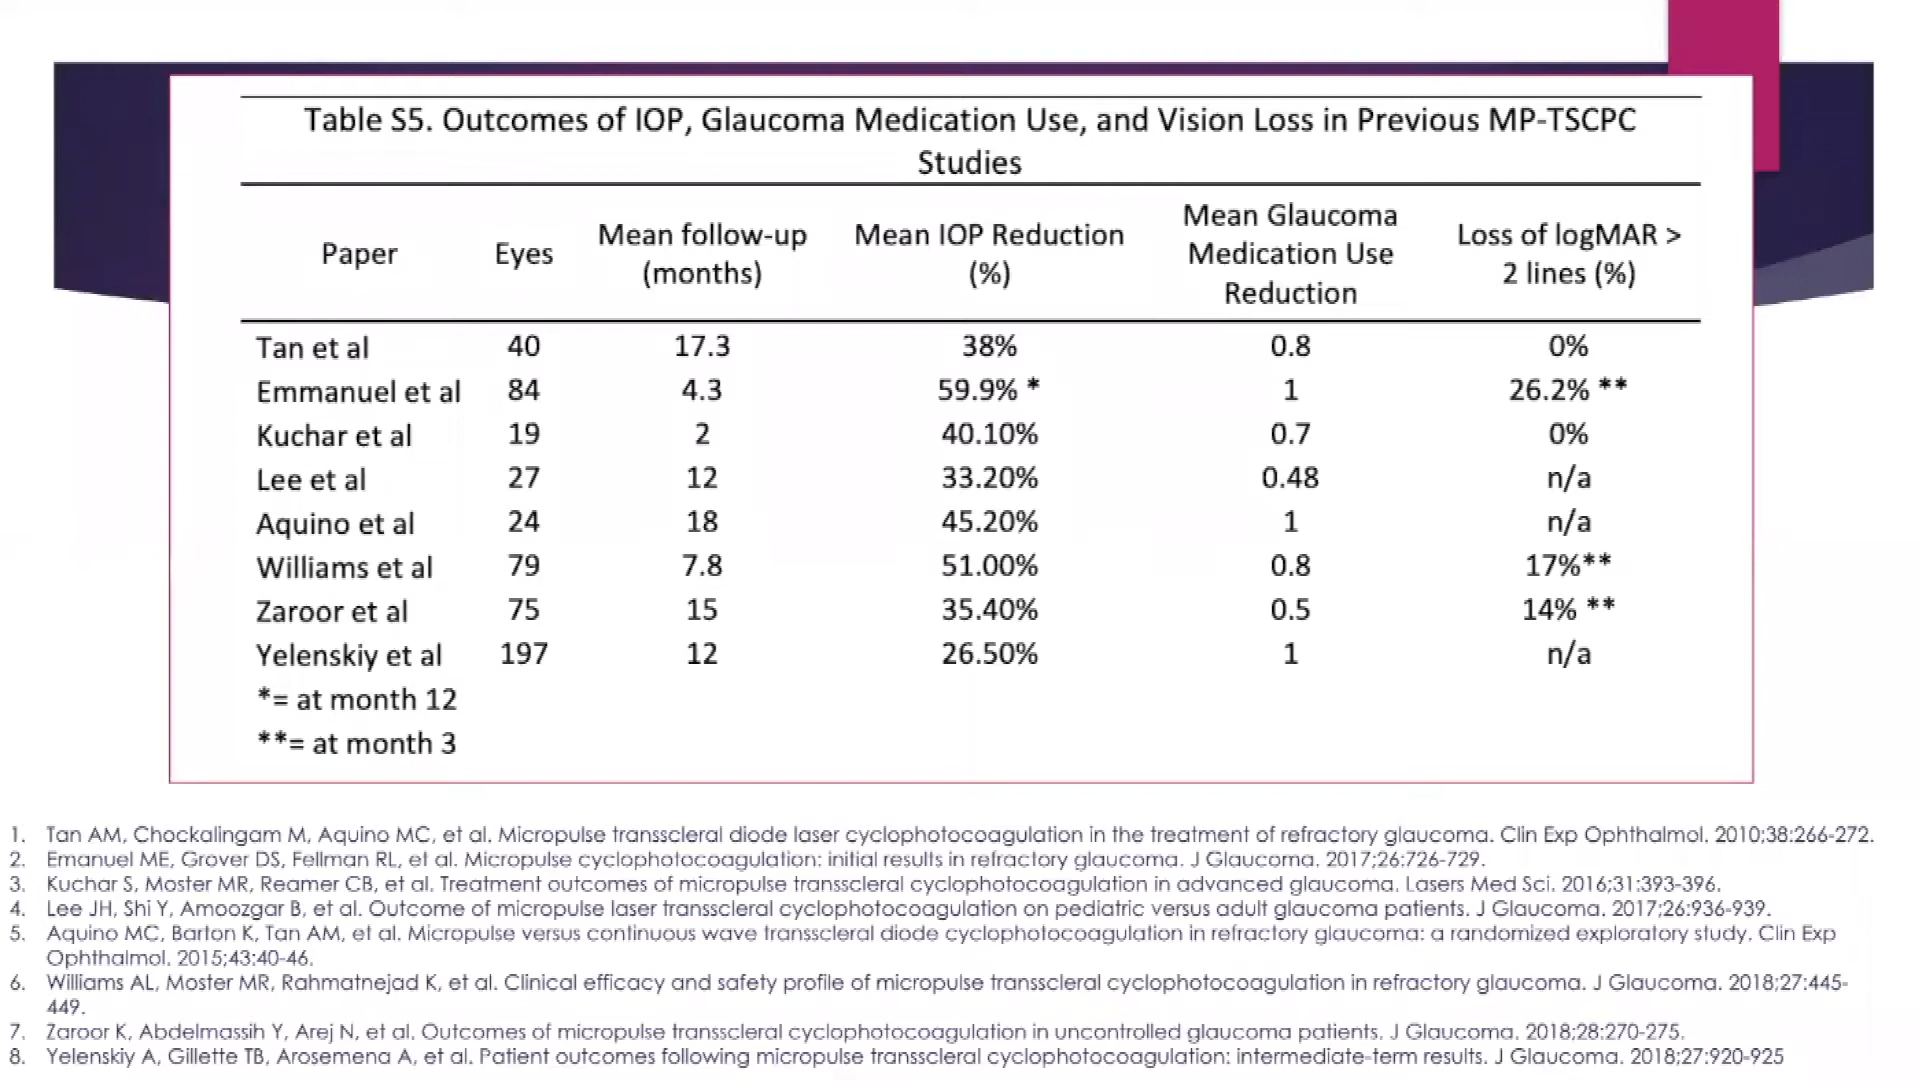 Table S5. Outcomes of IOP, Glaucoma Medication Use, and Vision Loss in Previous MP-TSCPC
Studies
Paper Eyes Mean follow-up (months) Mean IOP Reduction (%) Mean Glaucoma Medication Use Reduction Loss of logMAR > 2 lines (%)
Tan et al 40 17.3 38% 0.8 0%
Emmanuel et al 84 4.3 59.9% * 1 26.2% **
Kuchar et al 19 2 40.10% 0.7 0%
Lee et al 27 12 33.20% 0.48 n/a
Aquino et al 24 18 45.20% 1 n/a
Williams et al 79 7.8 51.00% 0.8 17%**
Zaroor et al 75 15 35.40% 0.5 14% **
Yelenskiy et al 197 12 26.50% 1 n/a
*= at month 12
**= at month 3
1. Tan AM, Chockalingam M, Aquino MC, et al. Micropulse transscleral diode laser cyclophotocoagulation in the treatment of refractory glaucoma. Clin Exp Ophthalmol. 2010;38:266-272.
2. Emanuel ME, Grover DS, Fellman RL, et al. Micropulse cyclophotocoagulation: initial results in refractory glaucoma. J Glaucoma. 2017;26:726-729.
3. Kuchar S, Moster MR, Reamer CB, et al. Treatment outcomes of micropulse transscleral cyclophotocoagulation in advanced glaucoma. Lasers Med Sci. 2016;31:393-396.
4. Lee JH, Shi Y, Amoozgar B, et al. Outcome of micropulse laser transscleral cyclophotocoagulation on pediatric versus adult glaucoma patients. J Glaucoma. 2017;26:936-939.
5. Aquino MC, Barton K, Tan AM, et al. Micropulse versus continuous wave transscleral diode cyclophotocoagulation in refractory glaucoma: a randomized exploratory study. Clin Exp
Ophthalmol. 2015;43:40-46.
6. Williams AL, Moster MR, Rahmatnejad K, et al. Clinical efficacy and safety profile of micropulse transscleral cyclophotocoagulation in refractory glaucoma. J Glaucoma. 2018;27:445-
449.
7. Zaroor K, Abdelmassih Y, Arej N, et al. Outcomes of micropulse transscleral cyclophotocoagulation in uncontrolled glaucoma patients. J Glaucoma. 2018;28:270-275.
8. Yelenskiy A, Gillette TB, Arosemena A, et al. Patient outcomes following micropulse transscleral cyclophotocoagulation: intermediate-term results. J Glaucoma. 2018;27:920-925